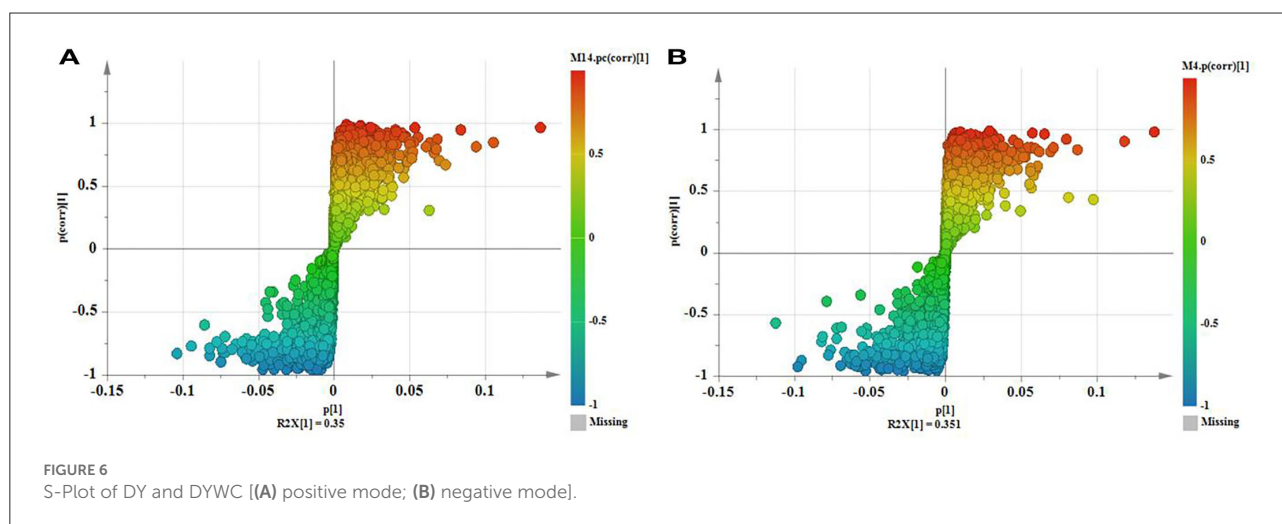 A
M14.pc(corr)[1]
p(corr)[1]
1
0.5
0
-0.5
-1
-0.15
-0.1
-0.05
0
0.05
0.1
p[1]
R2X[1] = 0.35
0.5
0
-0.5
-1
Missing
B
M4.p(corr)[1]
p(corr)[1]
1
0.5
0
-0.5
-1
-0.15
-0.1
-0.05
0
0.05
0.1
p[1]
R2X[1] = 0.351
0.5
0
-0.5
-1
Missing
FIGURE 6
S-Plot of DY and DYWC [(A) positive mode; (B) negative mode].